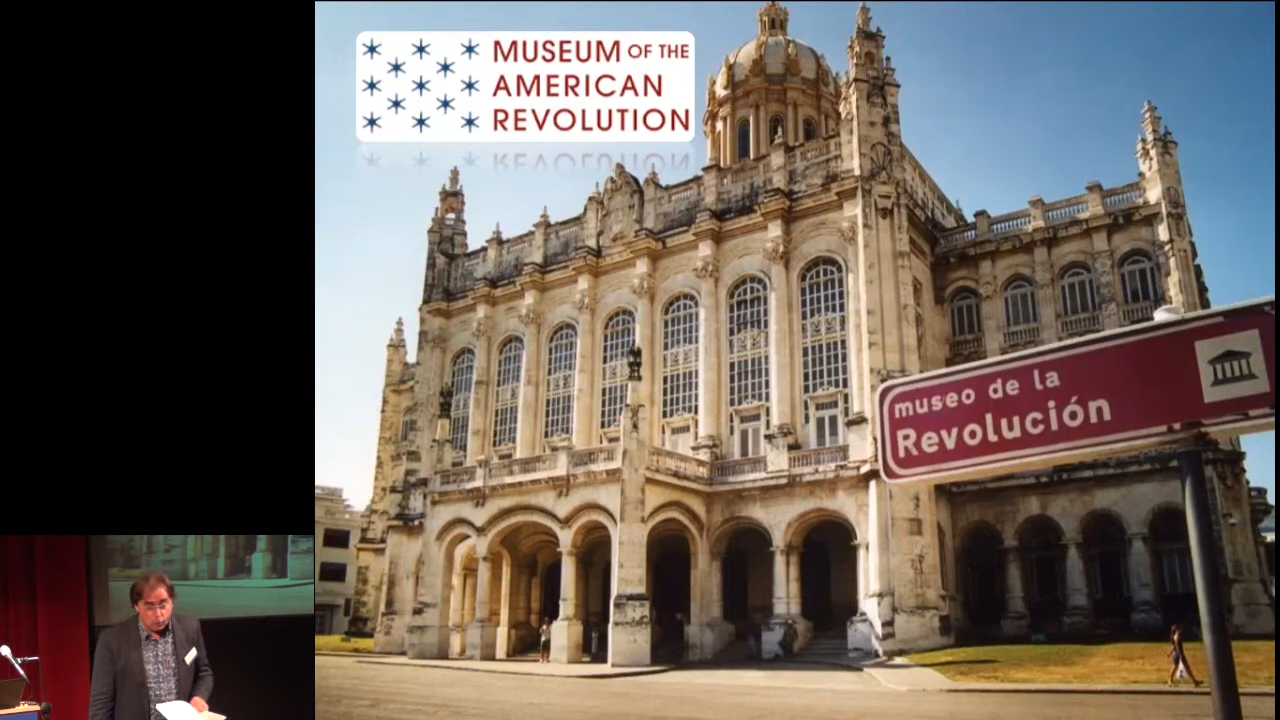 MUSEUM OF THE
AMERICAN
REVOLUTION
museo de la
Revolución